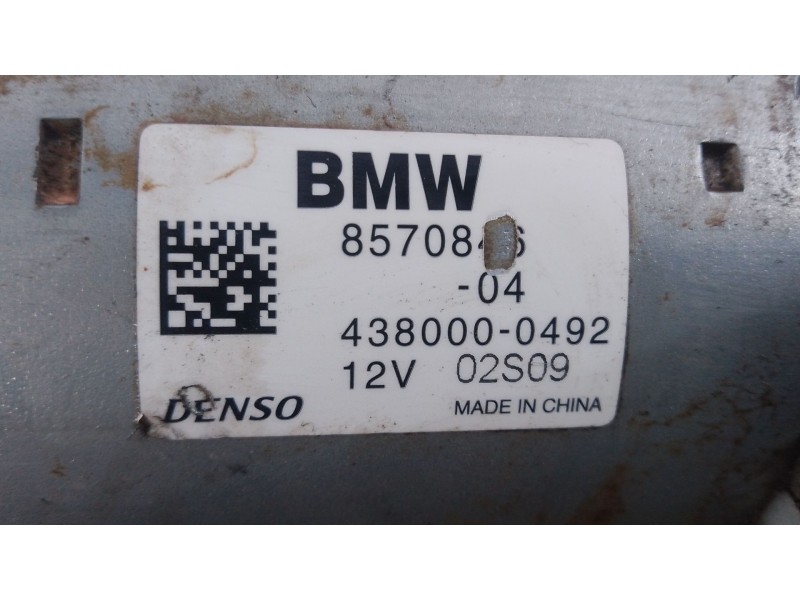 BMW
-04
438000-0492
12V 02S09
DENSO
MADE IN CHINA